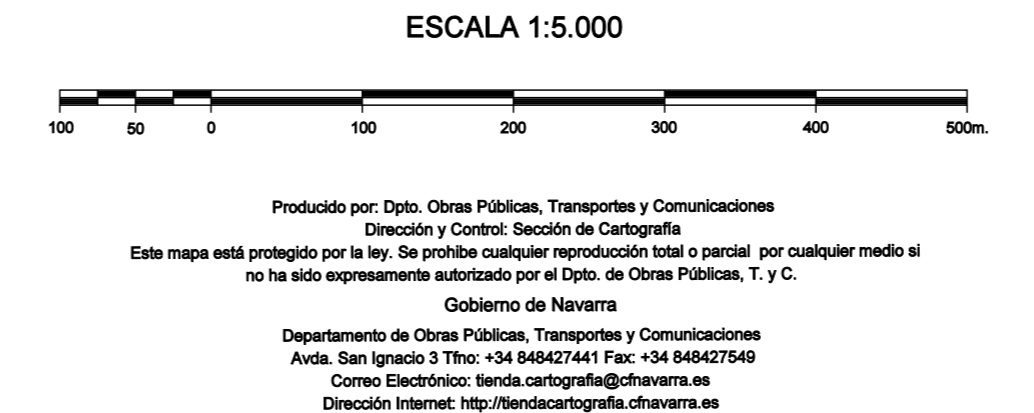 ESCALA 1:5.000
100 50 0 100 200 300 400 500m.
Producido por: Dpto. Obras Públicas, Transportes y Comunicaciones
Dirección y Control: Sección de Cartografía
Este mapa está protegido por la ley. Se prohibe cualquier reproducción total o parcial por cualquier medio si
no ha sido expresamente autorizado por el Dpto. de Obras Públicas, T. y C.
Gobierno de Navarra
Departamento de Obras Públicas, Transportes y Comunicaciones
Avda. San Ignacio 3 Tfno: +34 848427441 Fax: +34 848427549
Correo Electrónico: tienda.cartografia@cfnavarra.es
Dirección Internet: http://tiendacartografia.cfnavarra.es